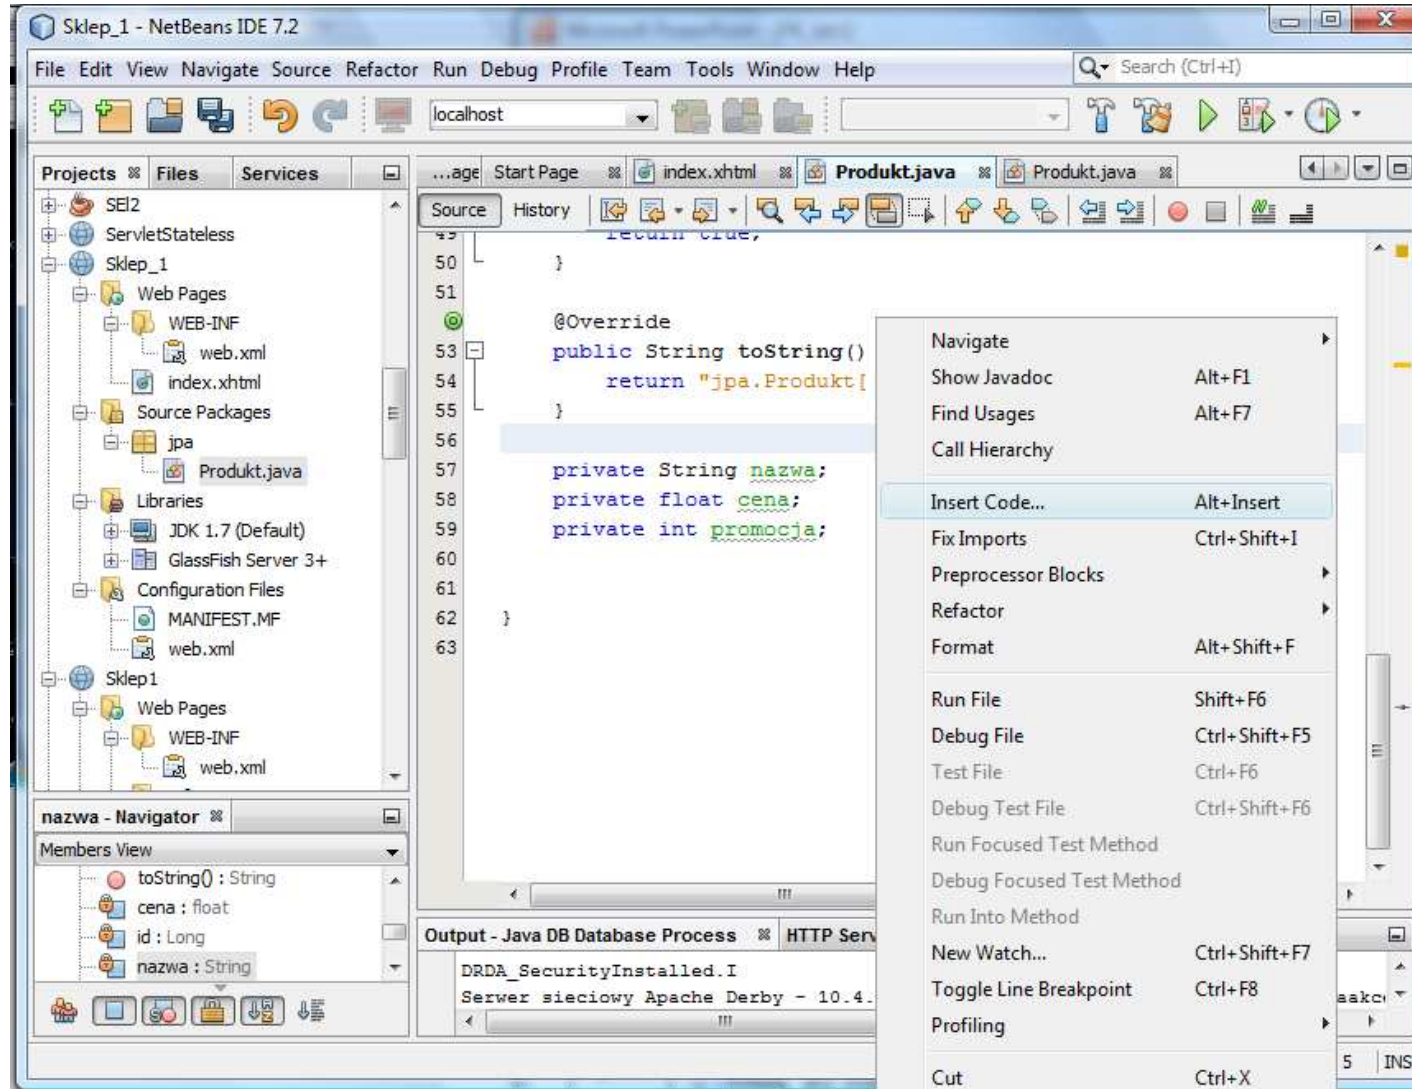 Sklep_1 - NetBeans IDE 7.2
File Edit View Navigate Source Refactor Run Debug Profile Team Tools Window Help
Search (Ctrl+I)
localhost
Projects Files Services
SEI2
ServletStateless
Sklep_1
Web Pages
WEB-INF
web.xml
index.xhtml
Source Packages
jpa
Produkt.java
Libraries
JDK 1.7 (Default)
GlassFish Server 3+
Configuration Files
MANIFEST.MF
web.xml
Sklep1
Web Pages
WEB-INF
web.xml
nazwa - Navigator
Members View
toString() : String
cena : float
id : Long
nazwa : String
...age Start Page index.xhtml Produkt.java Produkt.java
Source History
49 return true;
50 }
51
@Override
53 public String toString()
54 return "jpa.Produkt[
55 }
56
57 private String nazwa;
58 private float cena;
59 private int promocja;
60
61
62 }
63
Navigate
Show Javadoc Alt+F1
Find Usages Alt+F7
Call Hierarchy
Insert Code... Alt+Insert
Fix Imports Ctrl+Shift+I
Preprocessor Blocks
Refactor
Format Alt+Shift+F
Run File Shift+F6
Debug File Ctrl+Shift+F5
Test File Ctrl+F6
Debug Test File Ctrl+Shift+F6
Run Focused Test Method
Debug Focused Test Method
Run Into Method
New Watch... Ctrl+Shift+F7
Toggle Line Breakpoint Ctrl+F8
Profiling
Cut Ctrl+X
Output - Java DB Database Process HTTP Serv
DRDA_SecurityInstalled.I
Serwer sieciowy Apache Derby - 10.4.
5 INS